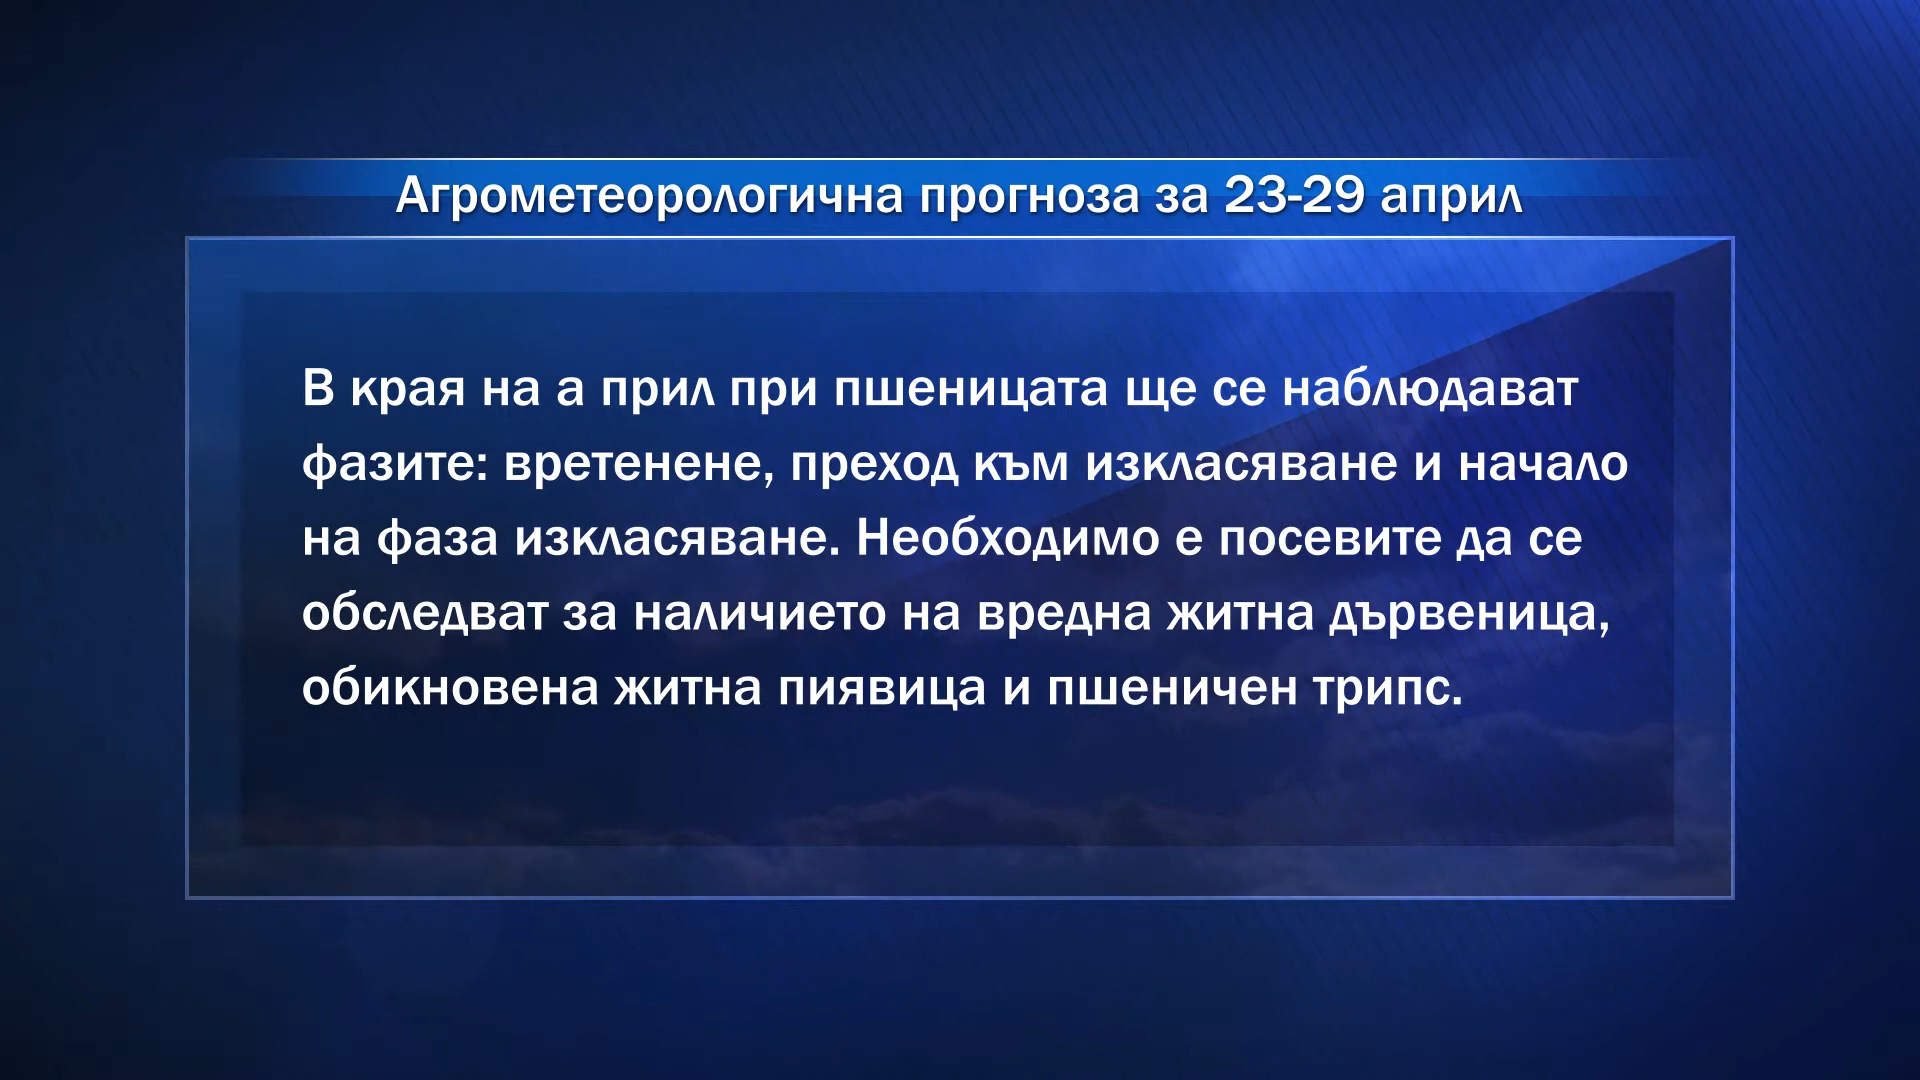 Агрометеорологична прогноза за 23-29 април
В края на а прил при пшеницата ще се наблюдават
фазите: вретенене, преход към изкласяване и начало
на фаза изкласяване. Необходимо е посевите да се
обследват за наличието на вредна житна дървеница,
обикновена житна пиявица и пшеничен трипс.